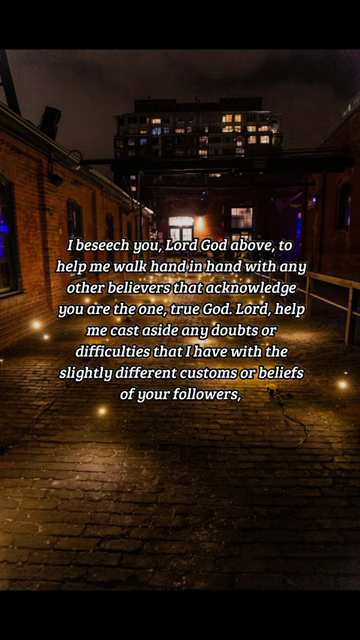 I beseech you, Lord God above, to
help me walk hand in hand with any
other believers that acknowledge
you are the one, true God. Lord, help
me cast aside any doubts or
difficulties that I have with the
slightly different customs or beliefs
of your followers,